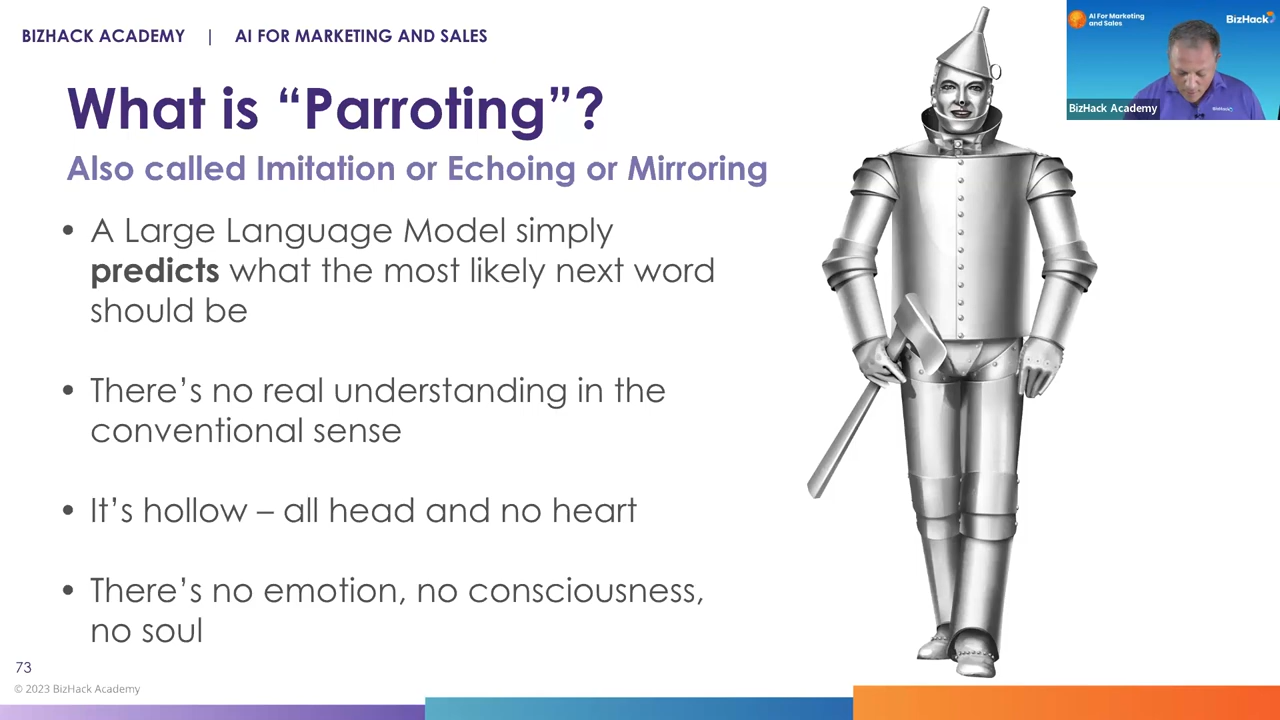 BIZHACK ACADEMY | AI FOR MARKETING AND SALES
What is “Parroting”?
Also called Imitation or Echoing or Mirroring
• A Large Language Model simply
predicts what the most likely next word
should be
• There’s no real understanding in the
conventional sense
• It’s hollow – all head and no heart
• There’s no emotion, no consciousness,
no soul
73
© 2023 BizHack Academy
AI For Marketing
and Sales
BizHack
BizHack
BizHack Academy